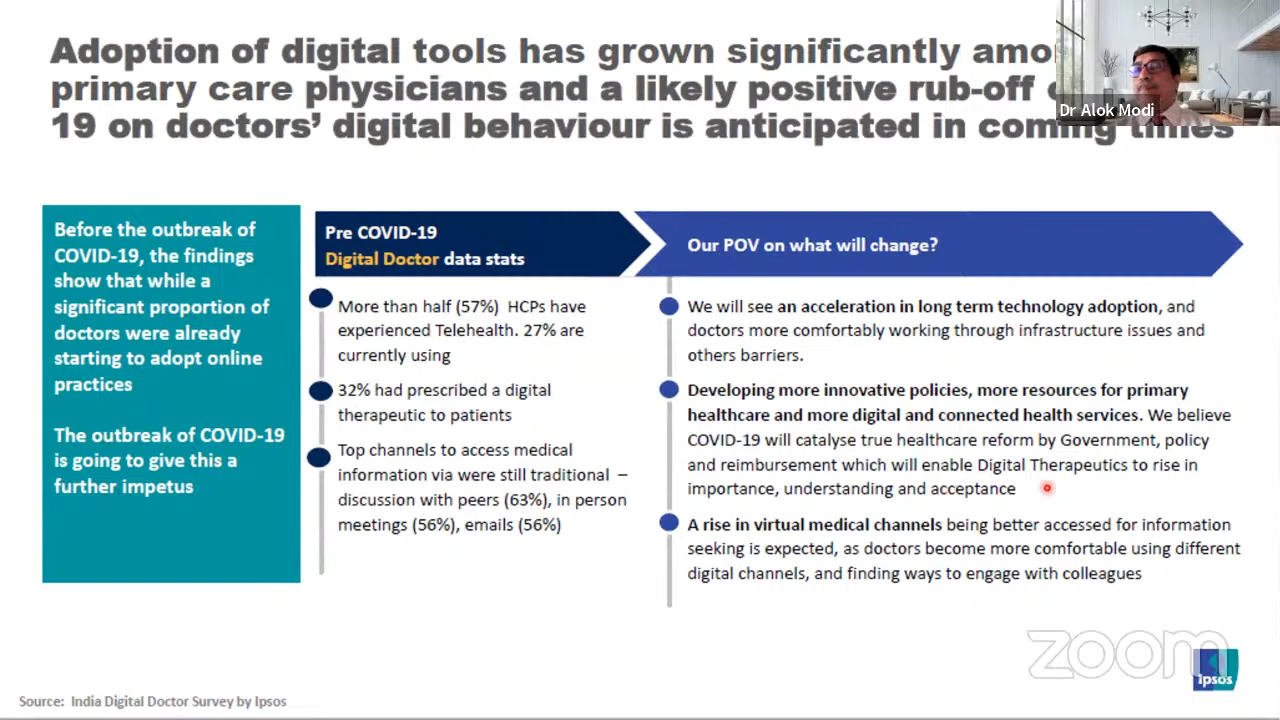 Adoption of digital tools has grown significantly
primary care physicians and a likely positive rub-off
19 on doctors’ digital behaviour is anticipated in coming times
Dr Alok Modi
Before the outbreak of
COVID-19, the findings
show that while a
significant proportion of
doctors were already
starting to adopt online
practices
The outbreak of COVID-19
is going to give this a
further impetus
Pre COVID-19
Digital Doctor data stats
More than half (57%) HCPs have
experienced Telehealth. 27% are
currently using
32% had prescribed a digital
therapeutic to patients
Top channels to access medical
information via were still traditional –
discussion with peers (63%), in person
meetings (56%), emails (56%)
Our POV on what will change?
We will see an acceleration in long term technology adoption, and
doctors more comfortably working through infrastructure issues and
others barriers.
Developing more innovative policies, more resources for primary
healthcare and more digital and connected health services. We believe
COVID-19 will catalyse true healthcare reform by Government, policy
and reimbursement which will enable Digital Therapeutics to rise in
importance, understanding and acceptance
A rise in virtual medical channels being better accessed for information
seeking is expected, as doctors become more comfortable using different
digital channels, and finding ways to engage with colleagues
zoom
Ipsos
Source: India Digital Doctor Survey by Ipsos